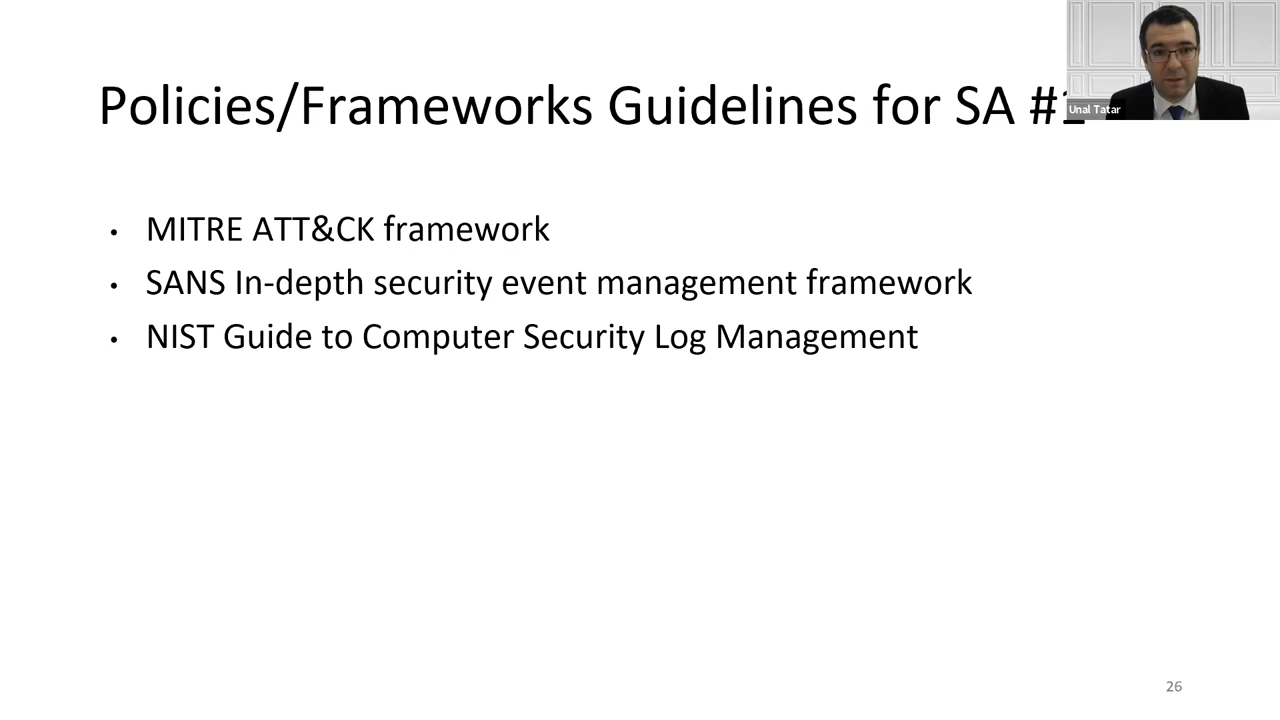 Policies/Frameworks Guidelines for SA #1
Unal Tatar
• MITRE ATT&CK framework
• SANS In-depth security event management framework
• NIST Guide to Computer Security Log Management
26